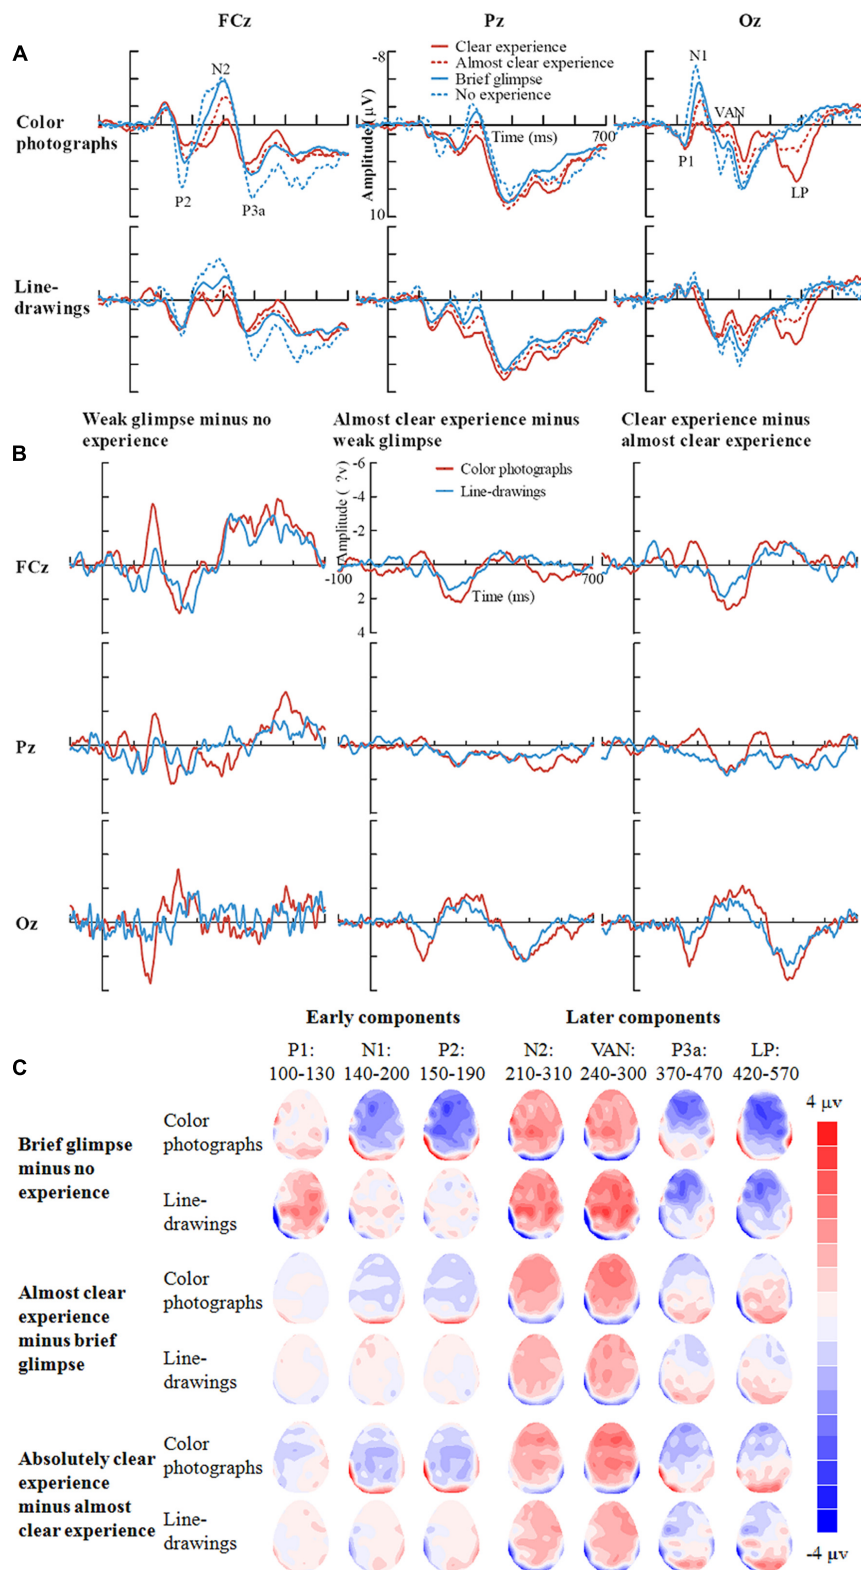 FCz
Pz
Oz
A
-8
Clear experience
Almost clear experience
Brief glimpse
No experience
N2
N1
VAN
Color
photographs
Amplitude (μV)
Time (ms)
700
P1
P2
P3a
LP
10
Line-
drawings
Weak glimpse minus no
experience
Almost clear experience minus
weak glimpse
Clear experience minus
almost clear experience
B
-6
Color photographs
-4
Line-drawings
-2
Amplitude ( ?v)
FCz
-100
700
2
Time (ms)
4
Pz
Oz
Early components
Later components
C
P1:
100-130
N1:
140-200
P2:
150-190
N2:
210-310
VAN:
240-300
P3a:
370-470
LP:
420-570
4 μv
Brief glimpse
minus no
experience
Color
photographs
Line-
drawings
Almost clear
experience
minus brief
glimpse
Color
photographs
Line-
drawings
Absolutely clear
experience
minus almost
clear experience
Color
photographs
Line-
drawings
-4 μv